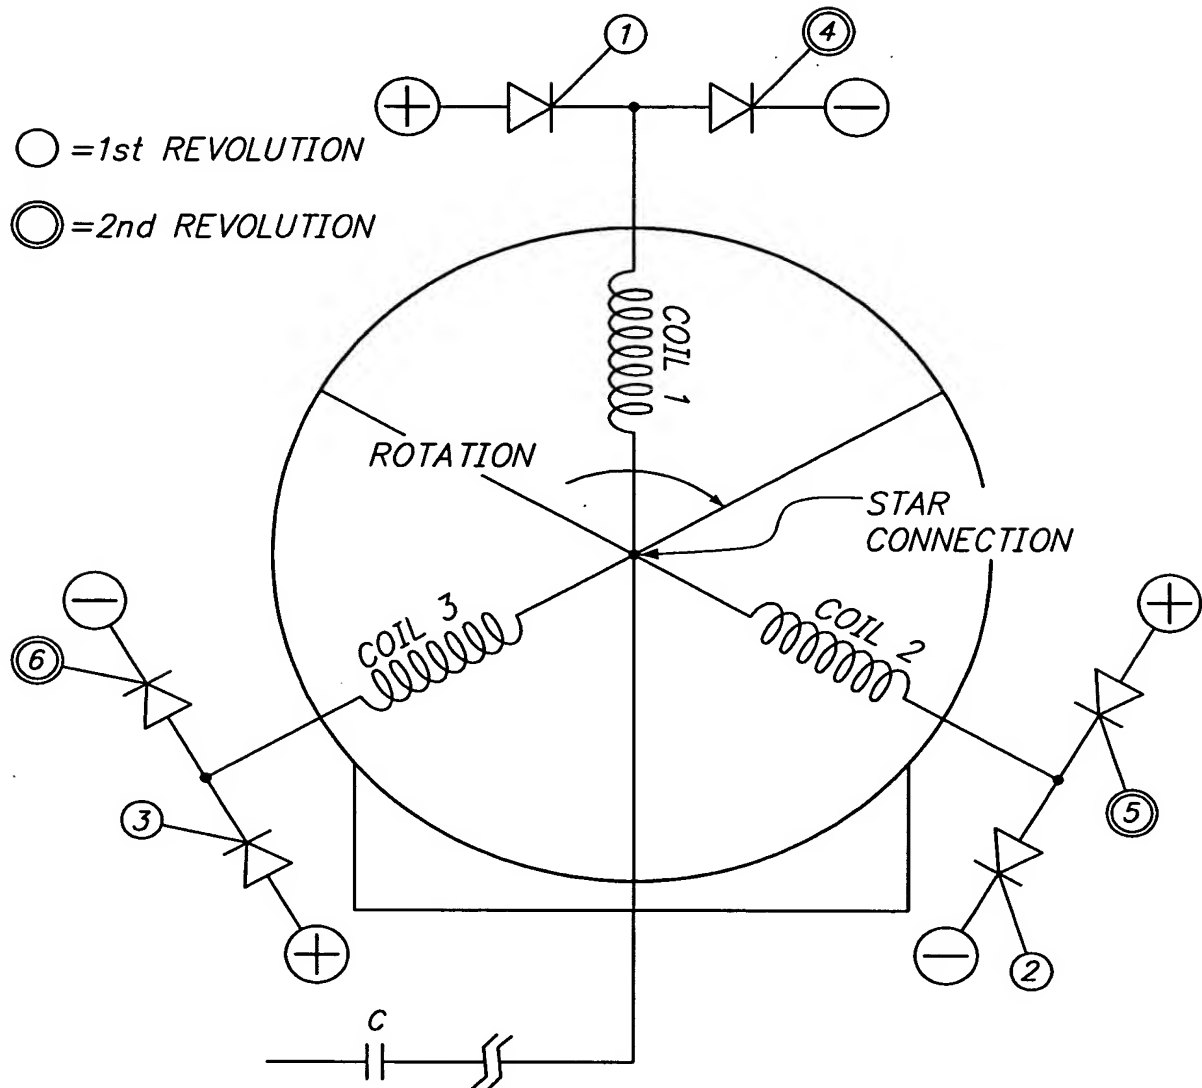 1
4
+
−
=1st REVOLUTION
=2nd REVOLUTION
COIL 1
ROTATION
STAR
CONNECTION
COIL 3
COIL 2
−
+
6
3
5
+
−
2
C